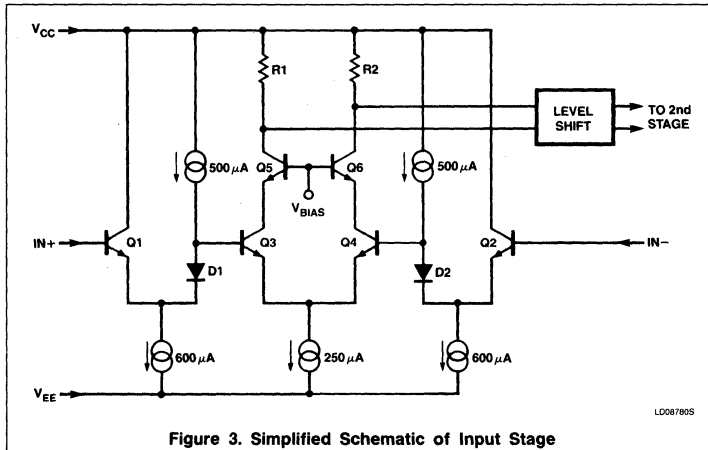 VCC
R1
R2
LEVEL SHIFT
TO 2nd STAGE
500 μA
Q5
Q6
500 μA
VBIAS
IN+
Q1
Q3
Q4
Q2
IN−
D1
D2
600 μA
250 μA
600 μA
VEE
LD08780S
Figure 3. Simplified Schematic of Input Stage